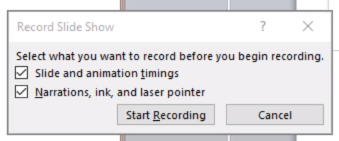 Record Slide Show ?
Select what you want to record before you begin recording.
Slide and animation timings
Narrations, ink, and laser pointer
Start Recording Cancel